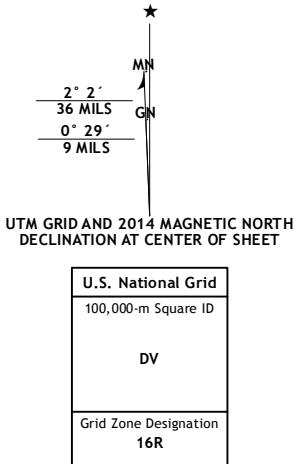 ★
MN
2° 2´
36 MILS
GN
0° 29´
9 MILS
UTM GRID AND 2014 MAGNETIC NORTH
DECLINATION AT CENTER OF SHEET
U.S. National Grid
100,000-m Square ID
DV
Grid Zone Designation
16R